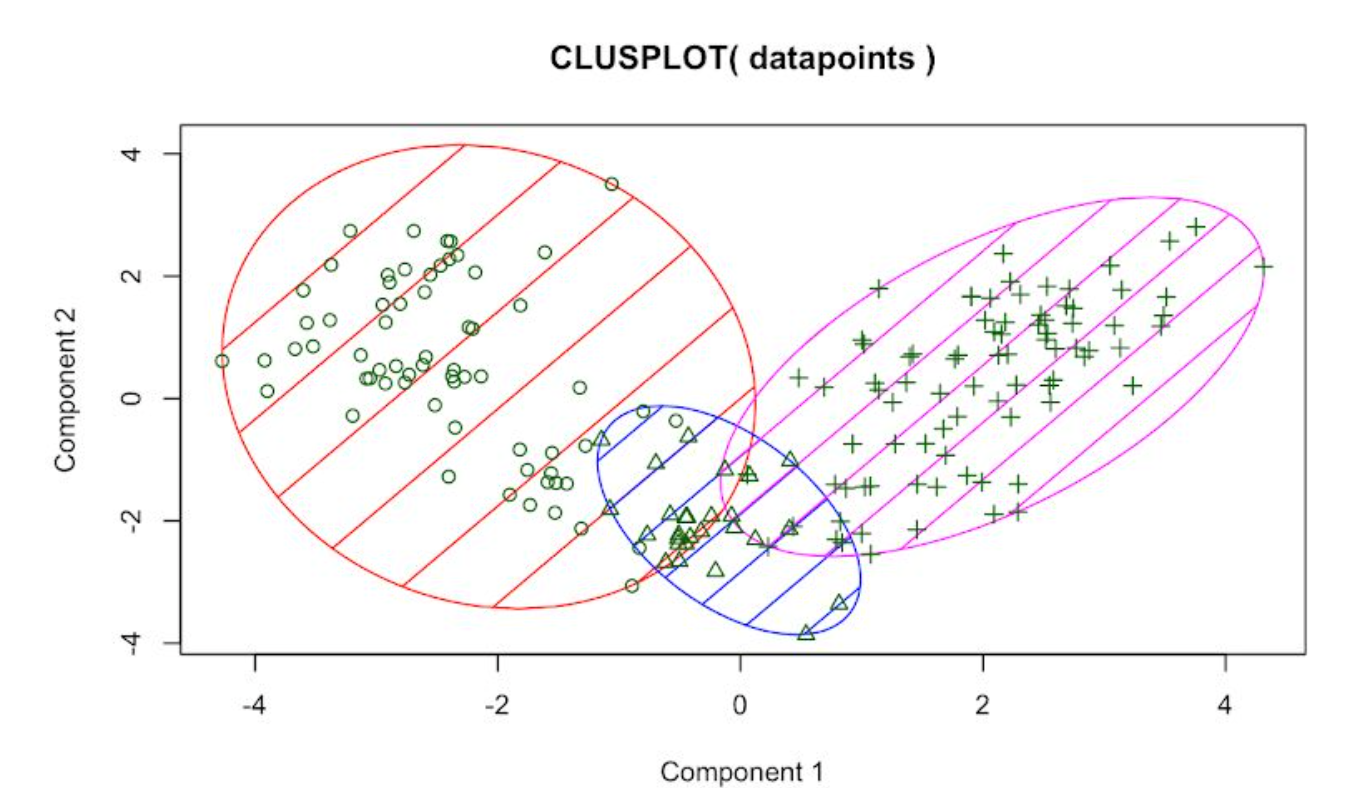 CLUSPLOT( datapoints )
4
2
0
-2
-4
Component 2
-4 -2 0 2 4
Component 1